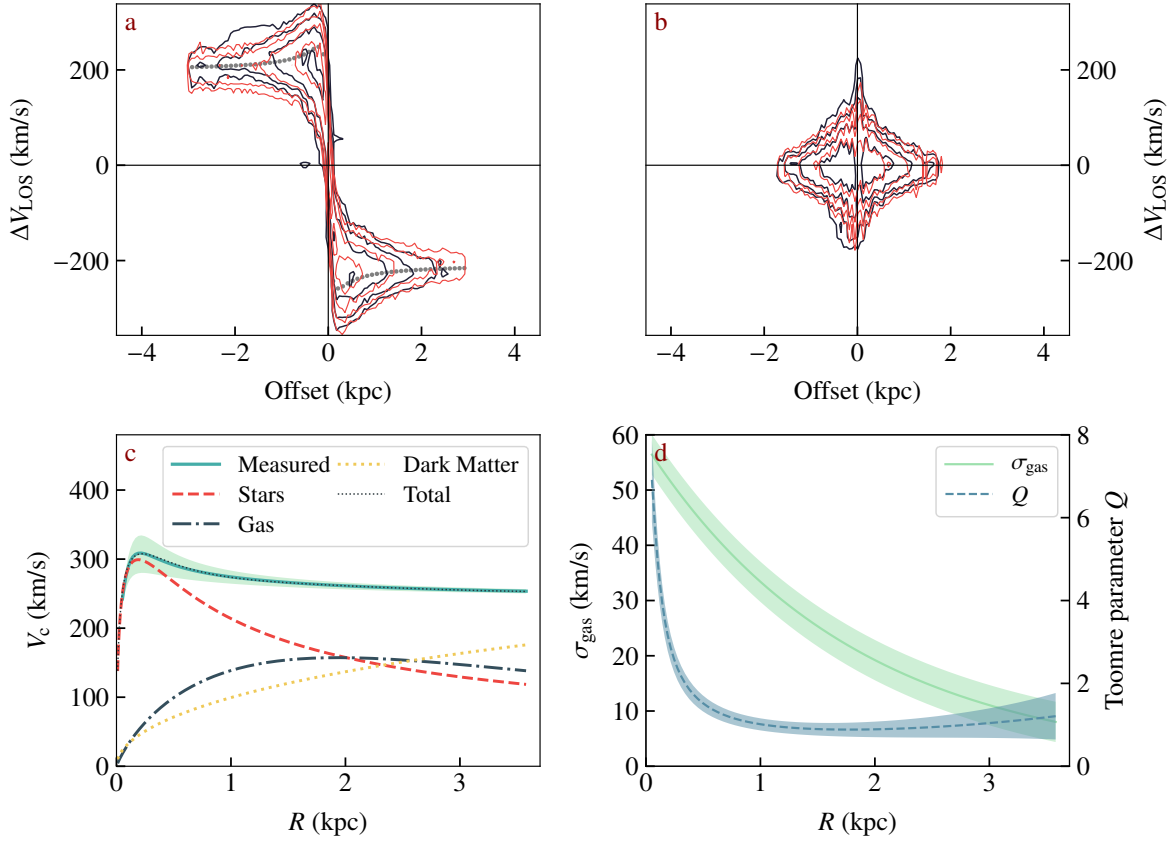 a
200
0
−200
ΔV_LOS (km/s)
−4 −2 0 2 4
Offset (kpc)
b
200
0
−200
ΔV_LOS (km/s)
−4 −2 0 2 4
Offset (kpc)
c
Measured
Stars
Gas
Dark Matter
Total
400
300
200
100
0
V_c (km/s)
0 1 2 3
R (kpc)
d
σ_gas
Q
60
50
40
30
20
10
0
σ_gas (km/s)
8
6
4
2
0
Toomre parameter Q
0 1 2 3
R (kpc)